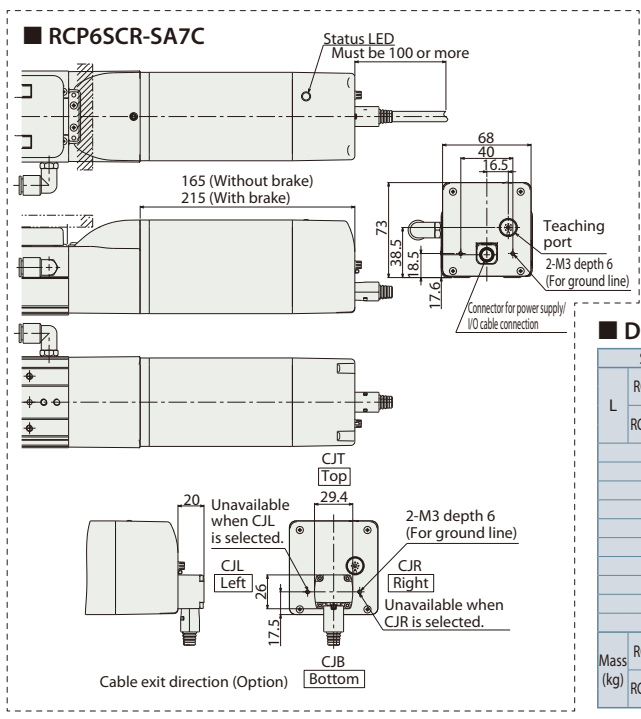 ■ RCP6SCR-SA7C
Status LED
Must be 100 or more
165 (Without brake)
215 (With brake)
68
40
16.5
73
38.5
18.5
17.6
Teaching
port
2-M3 depth 6
(For ground line)
Connector for power supply/
I/O cable connection
CJT
Top
20
29.4
Unavailable
when CJL
is selected.
2-M3 depth 6
(For ground line)
CJL
Left
CJR
Right
26
17.5
Unavailable when
CJR is selected.
CJB
Bottom
Cable exit direction (Option)
■ D
L
Mass
(kg)